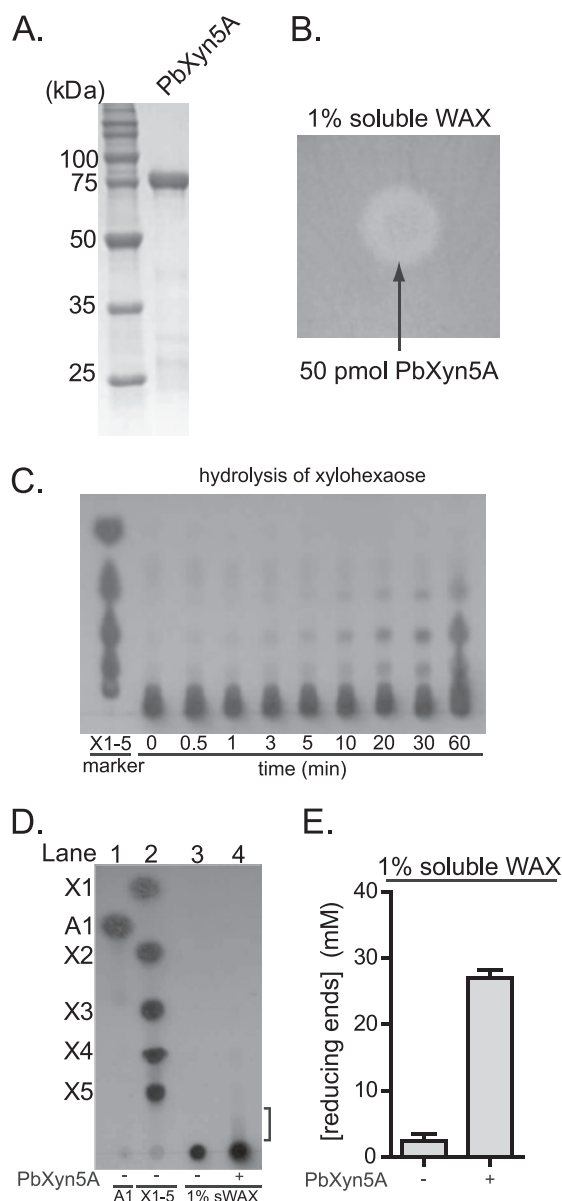 A.
PbXyn5A
(kDa)
100
75
50
35
25
B.
1% soluble WAX
50 pmol PbXyn5A
C.
hydrolysis of xylohexaose
X1-5 0 0.5 1 3 5 10 20 30 60
marker time (min)
D.
Lane 1 2 3 4
X1
A1
X2
X3
X4
X5
PbXyn5A - - - +
A1 X1-5 1% sWAX
E.
1% soluble WAX
[reducing ends] (mM)
40
30
20
10
0
PbXyn5A - +